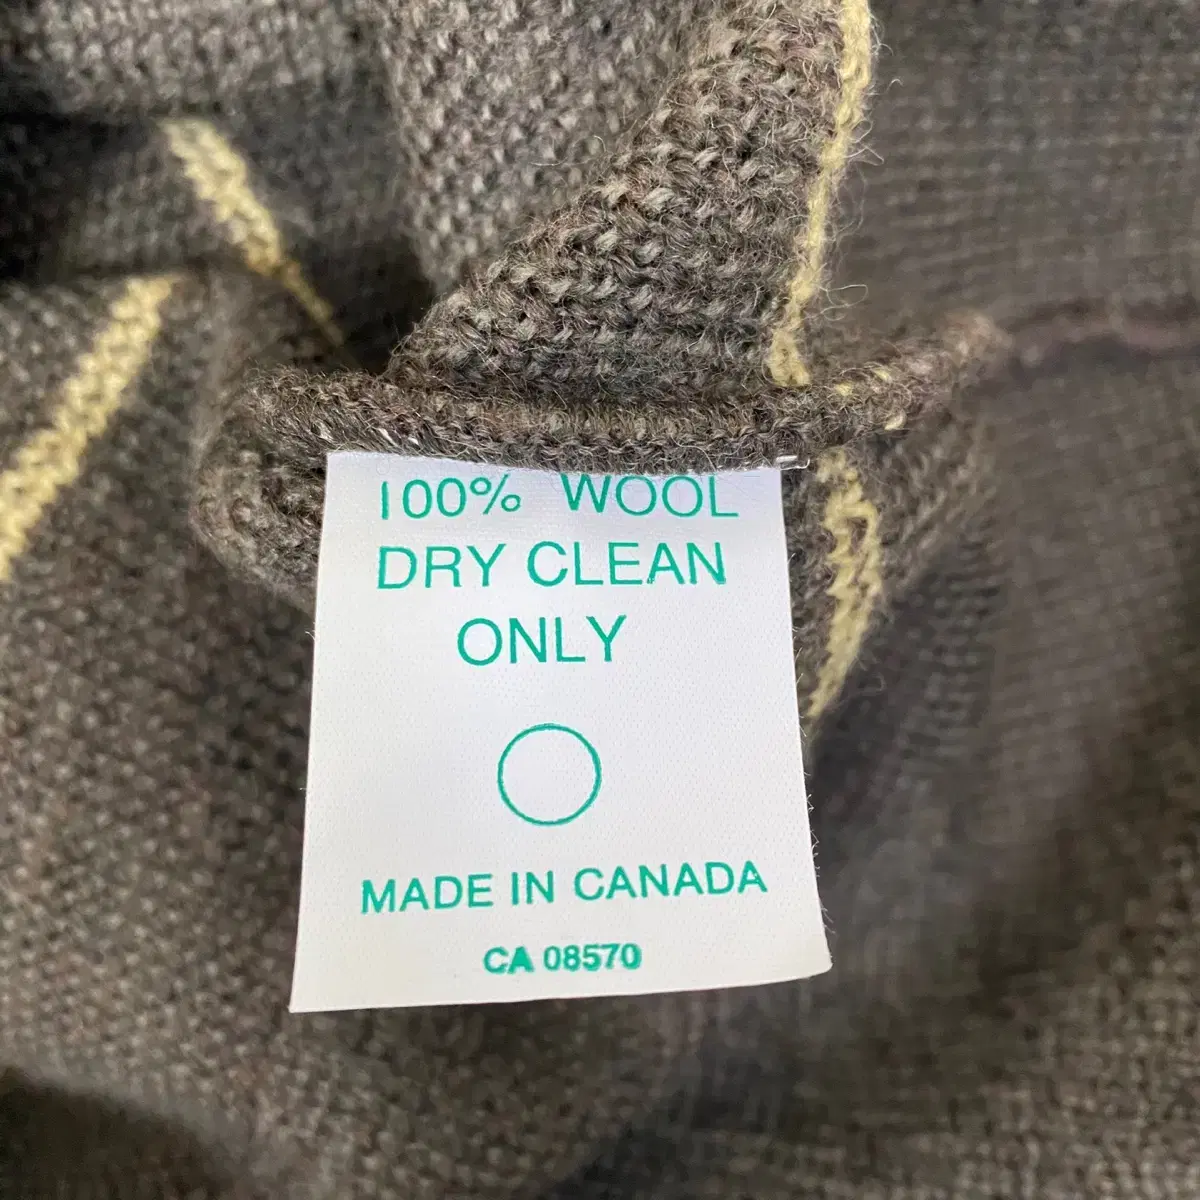 100% WOOL
DRY CLEAN
ONLY
MADE IN CANADA
CA 08570